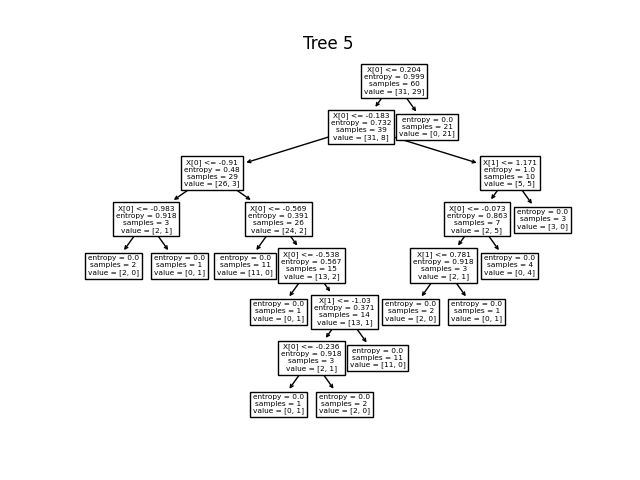 Tree 5
X[0] <= 0.204
entropy = 0.999
samples = 60
value = [31, 29]
X[0] <= -0.183
entropy = 0.732
samples = 39
value = [31, 8]
entropy = 0.0
samples = 21
value = [0, 21]
X[0] <= -0.91
entropy = 0.48
samples = 29
value = [26, 3]
X[1] <= 1.171
entropy = 1.0
samples = 10
value = [5, 5]
X[0] <= -0.983
entropy = 0.918
samples = 3
value = [2, 1]
X[0] <= -0.569
entropy = 0.391
samples = 26
value = [24, 2]
X[0] <= -0.073
entropy = 0.863
samples = 7
value = [2, 5]
entropy = 0.0
samples = 3
value = [3, 0]
entropy = 0.0
samples = 2
value = [2, 0]
entropy = 0.0
samples = 1
value = [0, 1]
entropy = 0.0
samples = 11
value = [11, 0]
X[0] <= -0.538
entropy = 0.567
samples = 15
value = [13, 2]
X[1] <= 0.781
entropy = 0.918
samples = 3
value = [2, 1]
entropy = 0.0
samples = 4
value = [0, 4]
entropy = 0.0
samples = 1
value = [0, 1]
X[1] <= -1.03
entropy = 0.371
samples = 14
value = [13, 1]
entropy = 0.0
samples = 2
value = [2, 0]
entropy = 0.0
samples = 1
value = [0, 1]
X[0] <= -0.236
entropy = 0.918
samples = 3
value = [2, 1]
entropy = 0.0
samples = 11
value = [11, 0]
entropy = 0.0
samples = 1
value = [0, 1]
entropy = 0.0
samples = 2
value = [2, 0]